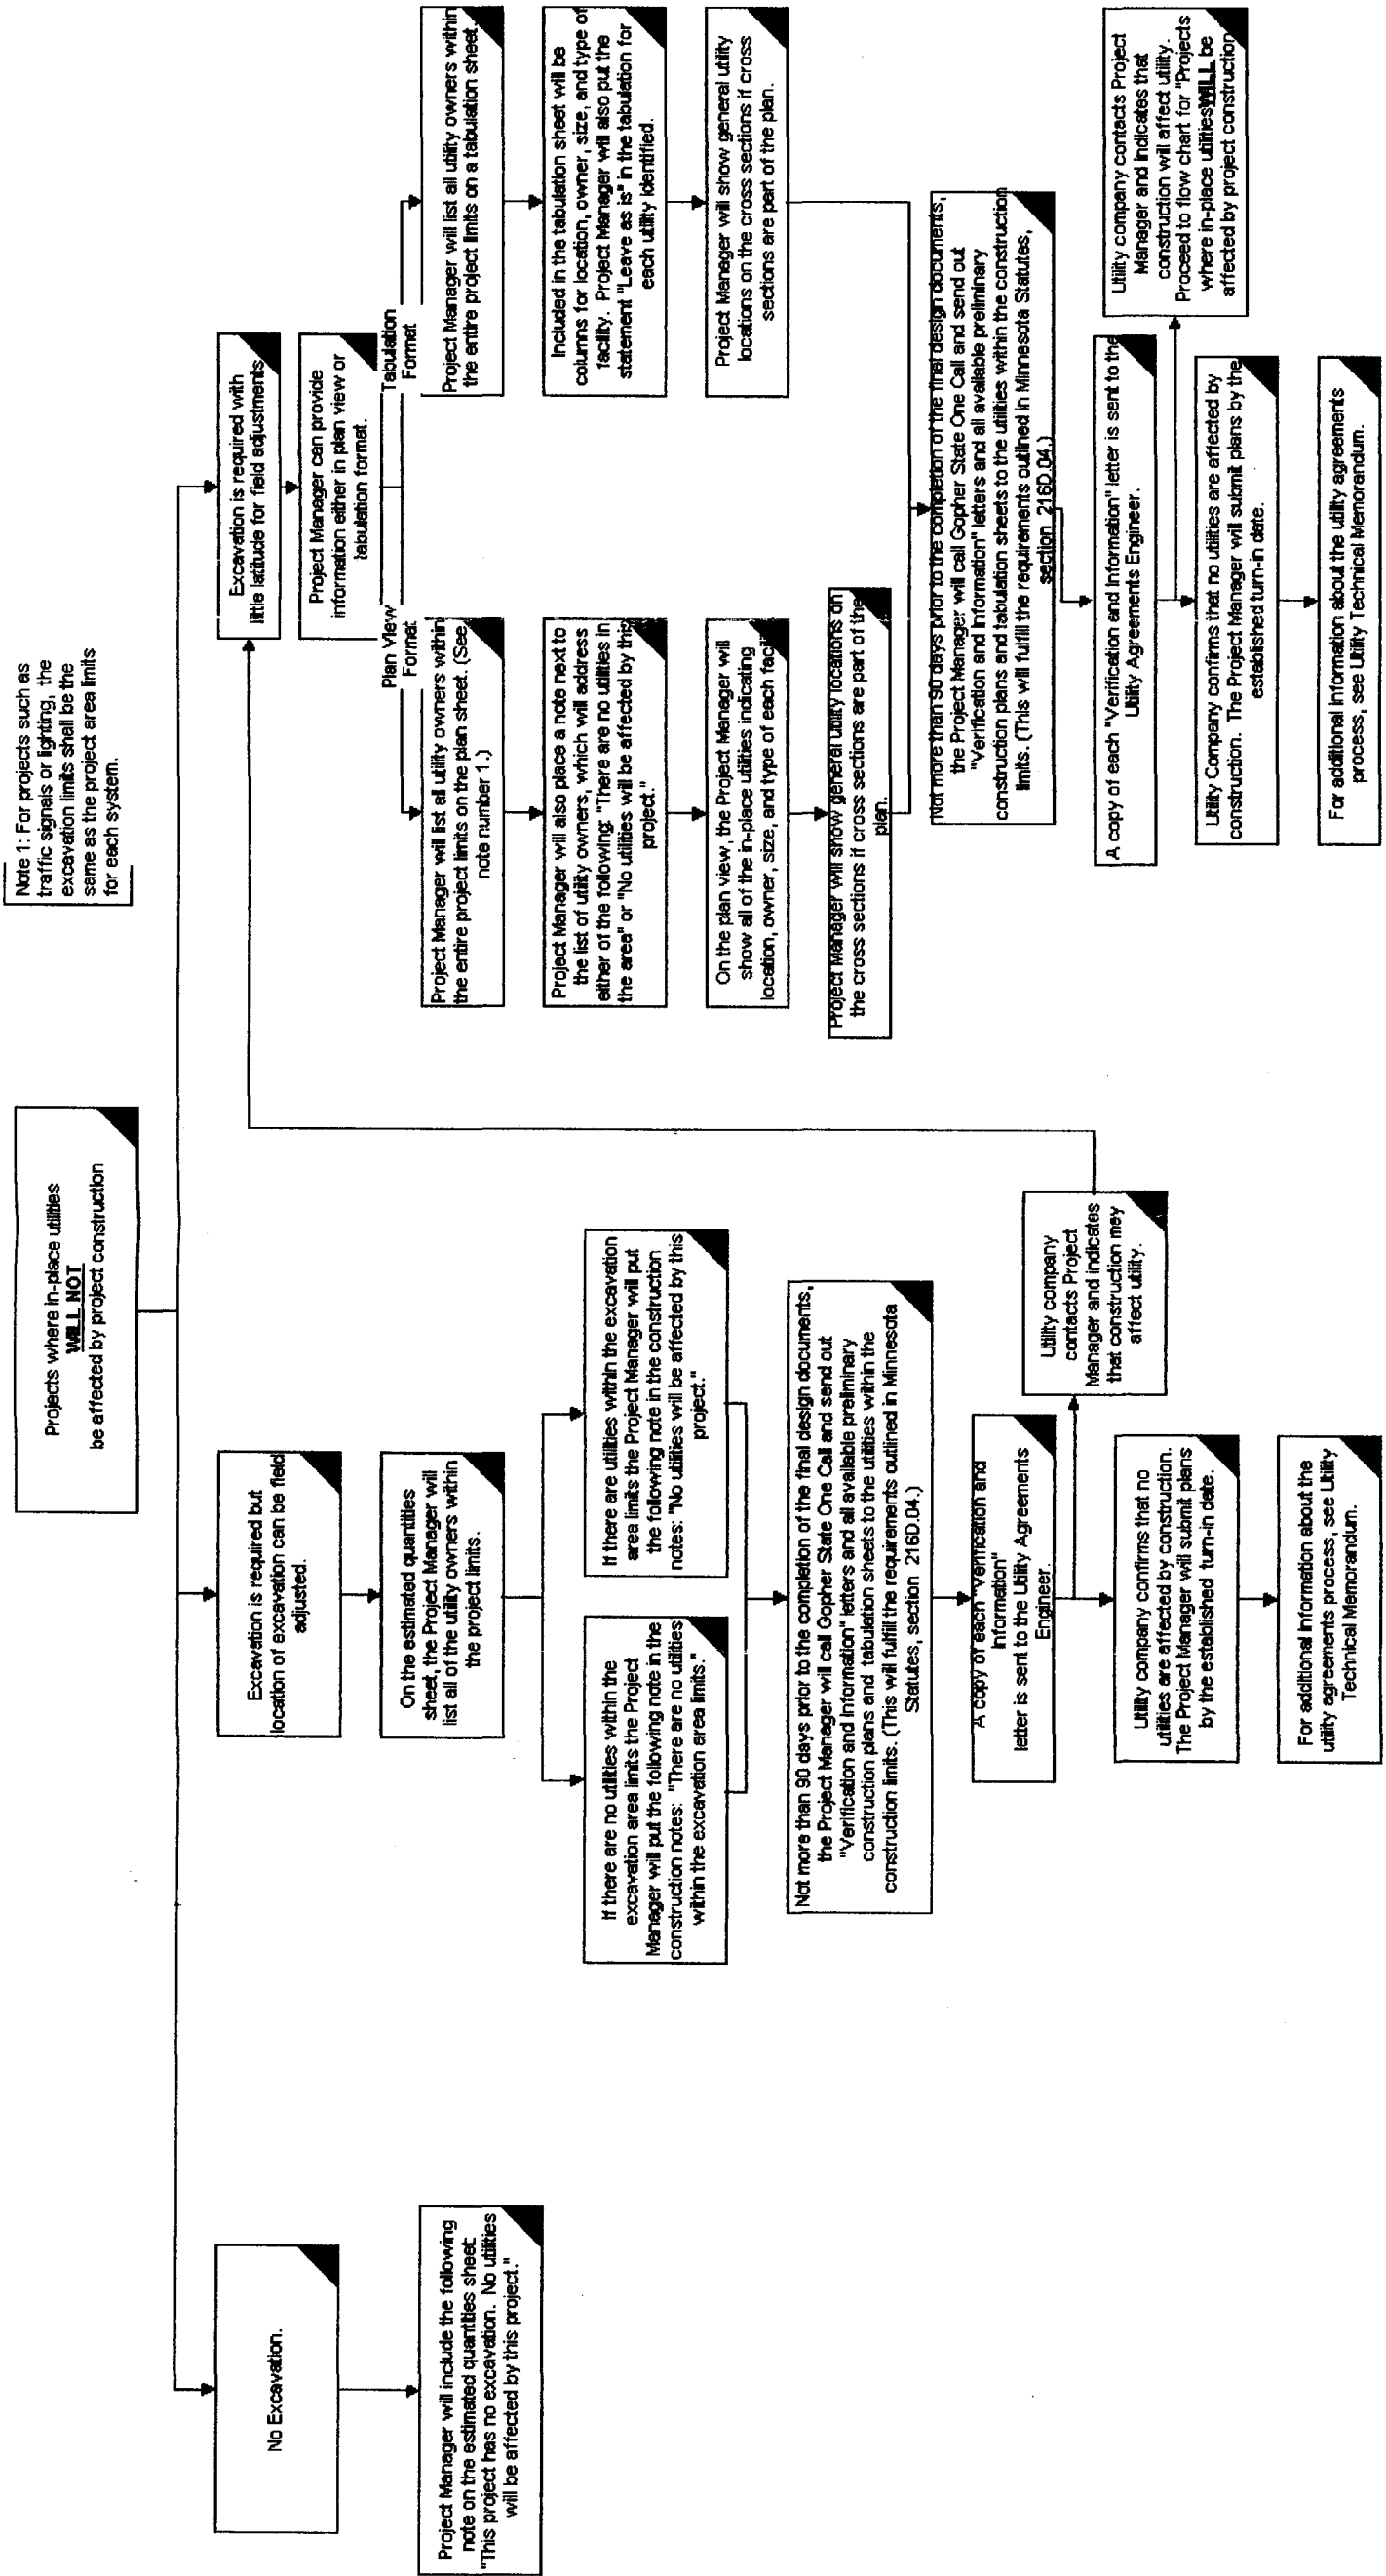 Note 1: For projects such as
traffic signals or lighting, the
excavation limits shall be the
same as the project area limits
for each system.
Projects where in-place utilities
WILL NOT
be affected by project construction
No Excavation.
Project Manager will include the following
note on the estimated quantities sheet:
"This project has no excavation. No utilities
will be affected by this project."
Excavation is required but
location of excavation can be field
adjusted.
On the estimated quantities
sheet, the Project Manager will
list all of the utility owners within
the project limits.
If there are no utilities within the
excavation area limits the Project
Manager will put the following note in the
construction notes: "There are no utilities
within the excavation area limits."
If there are utilities within the excavation
area limits the Project Manager will put
the following note in the construction
notes: "No utilities will be affected by this
project."
Not more than 90 days prior to the completion of the final design documents,
the Project Manager will call Gopher State One Call and send out
"Verification and Information" letters and all available preliminary
construction plans and tabulation sheets to the utilities within the
construction limits. (This will fulfill the requirements outlined in Minnesota
Statutes, section 216D.04.)
A copy of each "Verification and
Information"
letter is sent to the Utility Agreements
Engineer.
Utility company
contacts Project
Manager and indicates
that construction may
affect utility.
Utility company confirms that no
utilities are affected by construction.
The Project Manager will submit plans
by the established turn-in date.
For additional information about the
utility agreements process, see Utility
Technical Memorandum.
Excavation is required with
little latitude for field adjustments
Project Manager can provide
information either in plan view or
tabulation format.
Plan View
Format
Tabulation
Format
Project Manager will list all utility owners within
the entire project limits on the plan sheet. (See
note number 1.)
Project Manager will also place a note next to
the list of utility owners, which will address
either of the following: "There are no utilities in
the area" or "No utilities will be affected by this
project."
On the plan view, the Project Manager will
show all of the in-place utilities indicating
location, owner, size, and type of each facili
Project Manager will show general utility locations on
the cross sections if cross sections are part of the
plan.
Project Manager will list all utility owners within
the entire project limits on a tabulation sheet.
Included in the tabulation sheet will be
columns for location, owner, size, and type of
facility. Project Manager will also put the
statement "Leave as is" in the tabulation for
each utility identified.
Project Manager will show general utility
locations on the cross sections if cross
sections are part of the plan.
Not more than 90 days prior to the completion of the final design documents,
the Project Manager will call Gopher State One Call and send out
"Verification and Information" letters and all available preliminary
construction plans and tabulation sheets to the utilities within the construction
limits. (This will fulfill the requirements outlined in Minnesota Statutes,
section 216D.04.)
A copy of each "Verification and Information" letter is sent to the
Utility Agreements Engineer.
Utility company contacts Project
Manager and indicates that
construction will affect utility.
Proceed to flow chart for "Projects
where in-place utilities WILL be
affected by project construction
Utility Company confirms that no utilities are affected by
construction. The Project Manager will submit plans by the
established turn-in date.
For additional information about the utility agreements
process, see Utility Technical Memorandum.